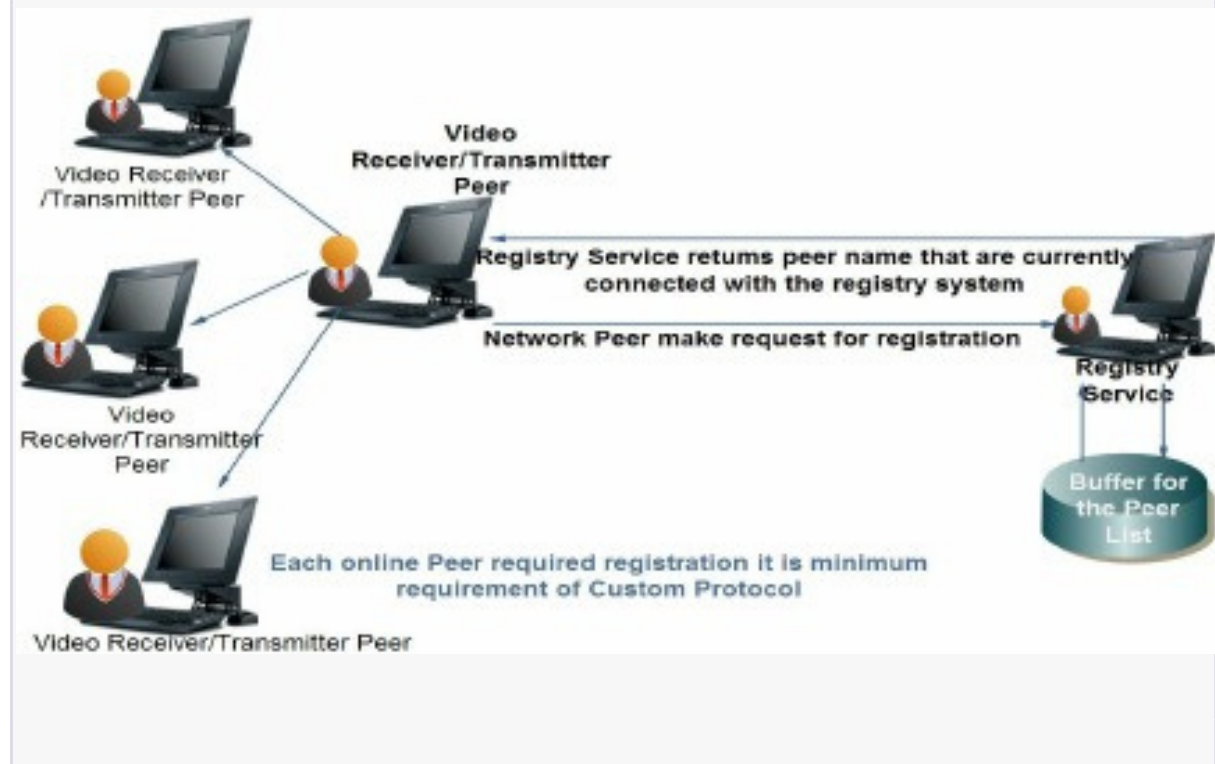 Video Receiver
/Transmitter Peer
Video
Receiver/Transmitter
Peer
Registry Service returns peer name that are currently
connected with the registry system
Network Peer make request for registration
Registry
Service
Video
Receiver/Transmitter
Peer
Buffer for
the Peer
List
Each online Peer required registration it is minimum
requirement of Custom Protocol
Video Receiver/Transmitter Peer